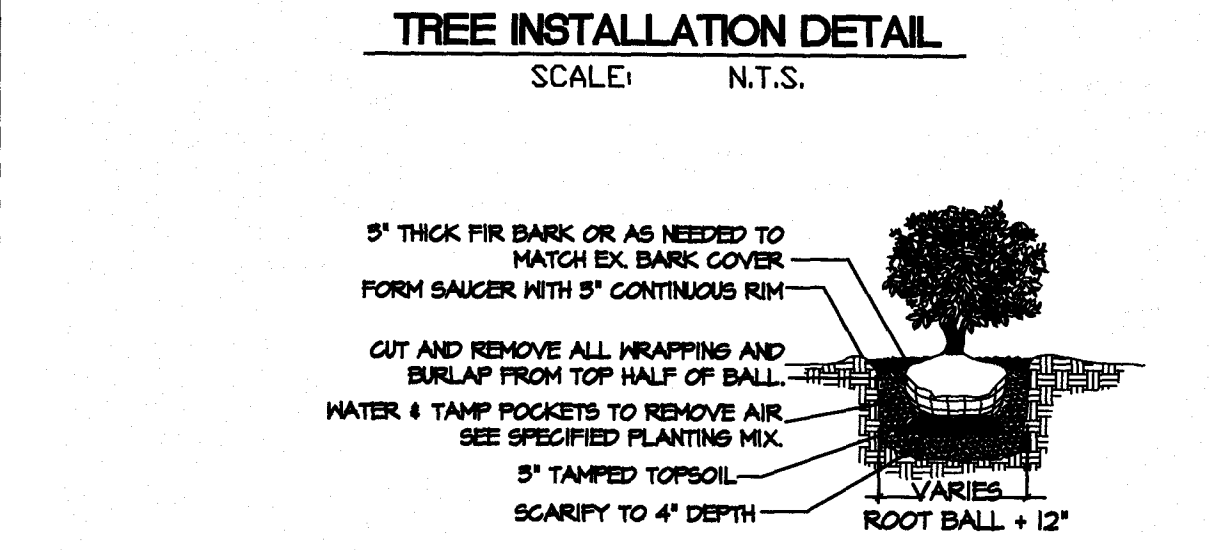 TREE INSTALLATION DETAIL
SCALE: N.T.S.
3" THICK FIR BARK OR AS NEEDED TO
MATCH EX. BARK COVER
FORM SAUCER WITH 3" CONTINUOUS RIM
CUT AND REMOVE ALL WRAPPING AND
BURLAP FROM TOP HALF OF BALL.
WATER & TAMP POCKETS TO REMOVE AIR
SEE SPECIFIED PLANTING MIX.
3" TAMPED TOPSOIL
SCARIFY TO 4" DEPTH
VARIES
ROOT BALL + 12"